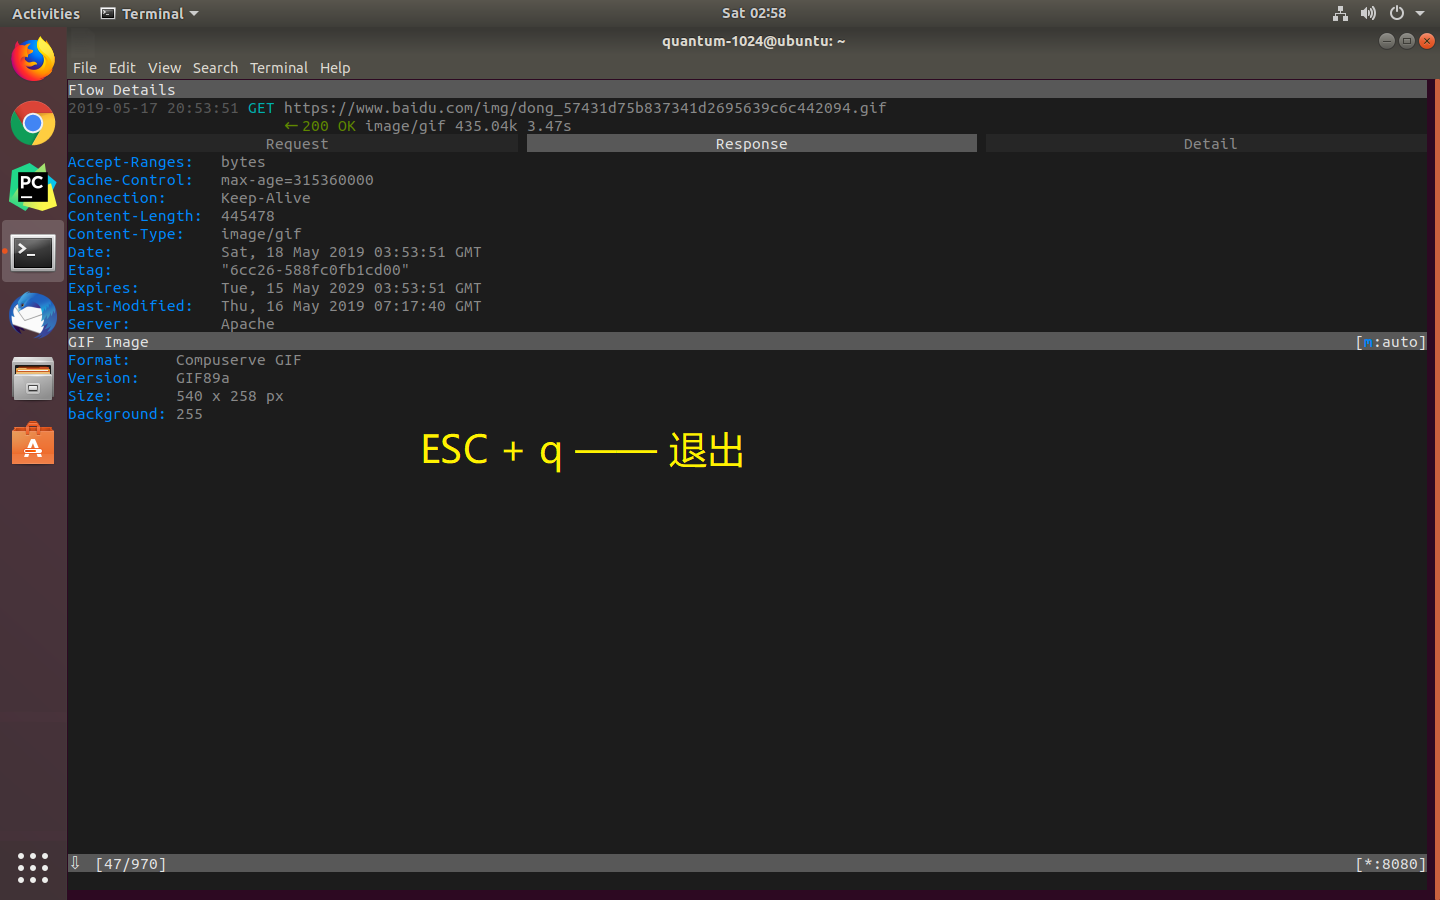 Activities Terminal Sat 02:58
quantum-1024@ubuntu: ~
File Edit View Search Terminal Help
Flow Details
2019-05-17 20:53:51 GET https://www.baidu.com/img/dong_57431d75b837341d2695639c6c442094.gif
← 200 OK image/gif 435.04k 3.47s
Request Response Detail
Accept-Ranges: bytes
Cache-Control: max-age=315360000
Connection: Keep-Alive
Content-Length: 445478
Content-Type: image/gif
Date: Sat, 18 May 2019 03:53:51 GMT
Etag: "6cc26-588fc0fb1cd00"
Expires: Tue, 15 May 2029 03:53:51 GMT
Last-Modified: Thu, 16 May 2019 07:17:40 GMT
Server: Apache
GIF Image [m:auto]
Format: Compuserve GIF
Version: GIF89a
Size: 540 x 258 px
background: 255
ESC + q —— 退出
⇩ [47/970] [*:8080]
PC
>_
A